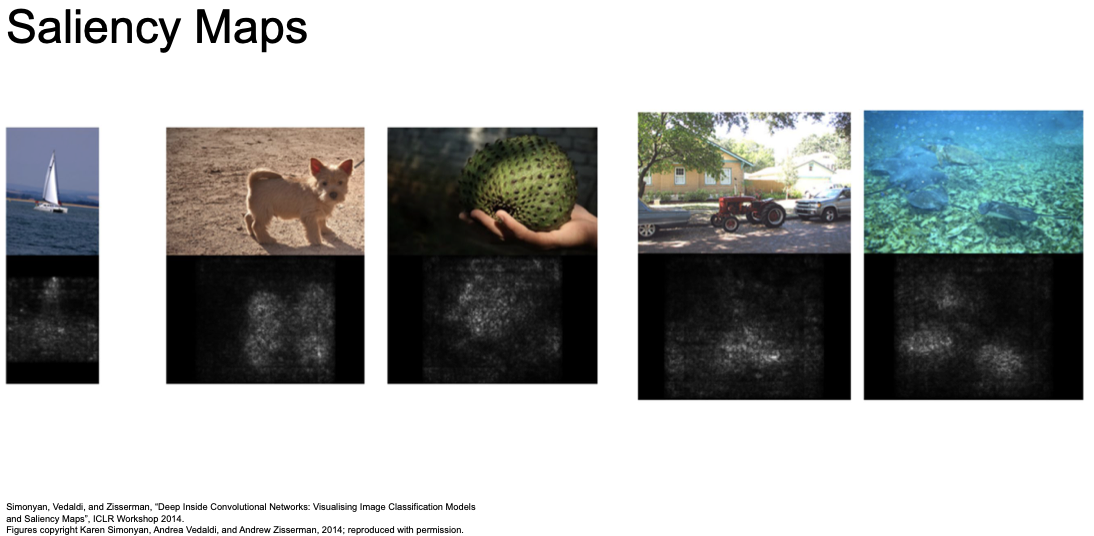 Saliency Maps
Simonyan, Vedaldi, and Zisserman, “Deep Inside Convolutional Networks: Visualising Image Classification Models
and Saliency Maps”, ICLR Workshop 2014.
Figures copyright Karen Simonyan, Andrea Vedaldi, and Andrew Zisserman, 2014; reproduced with permission.